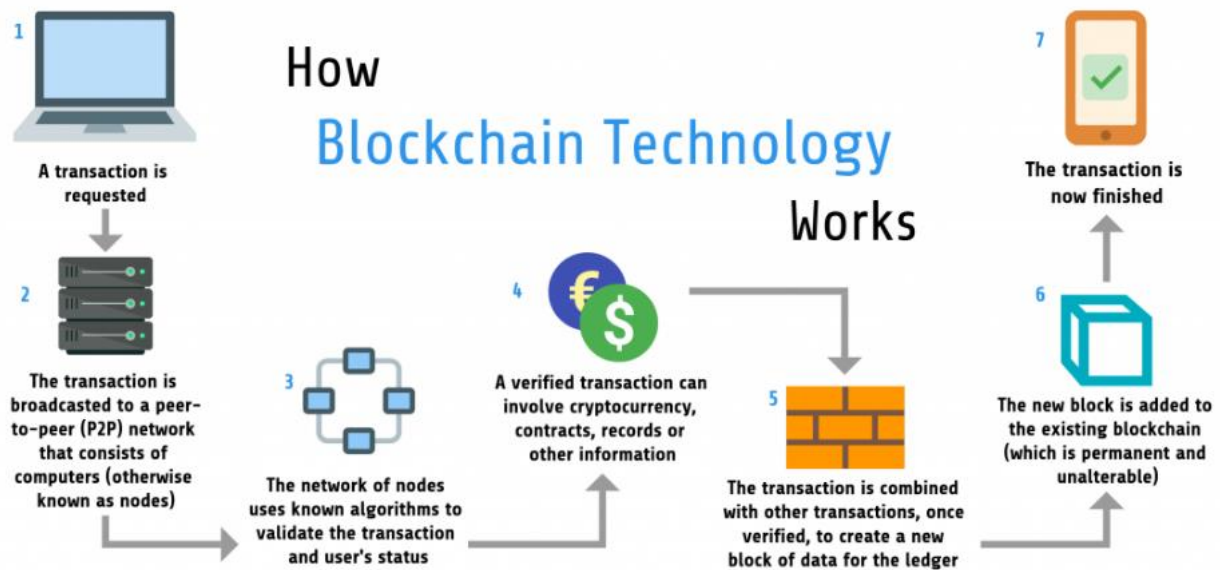 How
Blockchain Technology
Works
1
A transaction is
requested
2
The transaction is
broadcasted to a peer-
to-peer (P2P) network
that consists of
computers (otherwise
known as nodes)
3
The network of nodes
uses known algorithms to
validate the transaction
and user's status
4
€
$
A verified transaction can
involve cryptocurrency,
contracts, records or
other information
5
The transaction is combined
with other transactions, once
verified, to create a new
block of data for the ledger
6
The new block is added to
the existing blockchain
(which is permanent and
unalterable)
7
The transaction is
now finished